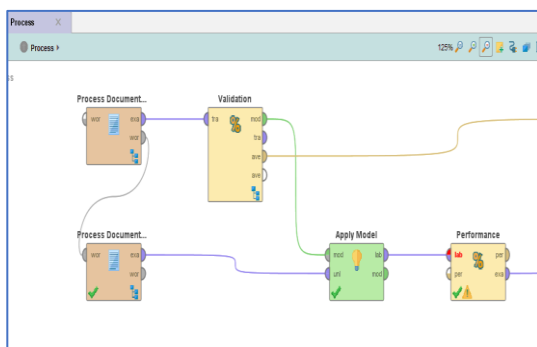 Process X
Process
125%
ss
Process Document...
wor exa
wor
Validation
tra mod
tra
ave
ave
Process Document...
wor exa
wor
Apply Model
mod lab
unl mod
Performance
lab per
per exa